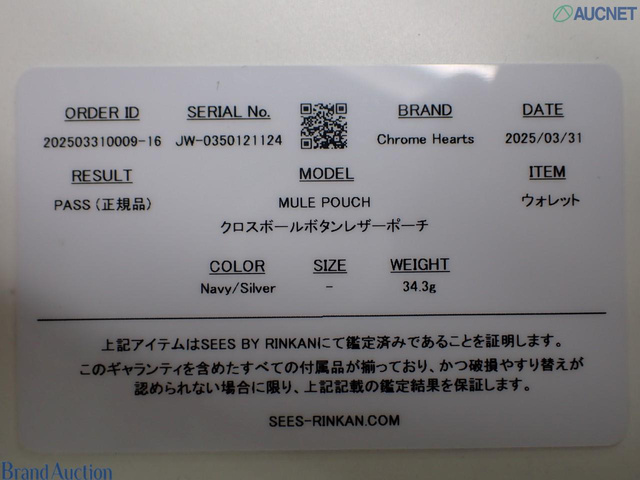 AUCNET
ORDER ID SERIAL No. BRAND DATE
202503310009-16 JW-0350121124 Chrome Hearts 2025/03/31
RESULT MODEL ITEM
PASS (正規品) MULE POUCH ウォレット
クロスボールボタンレザーポーチ
COLOR SIZE WEIGHT
Navy/Silver - 34.3g
上記アイテムはSEES BY RINKANにて鑑定済みであることを証明します。
このギャランティを含めたすべての付属品が揃っており、かつ破損やすり替えが
認められない場合に限り、上記記載の鑑定結果を保証します。
SEES-RINKAN.COM
BrandAuction